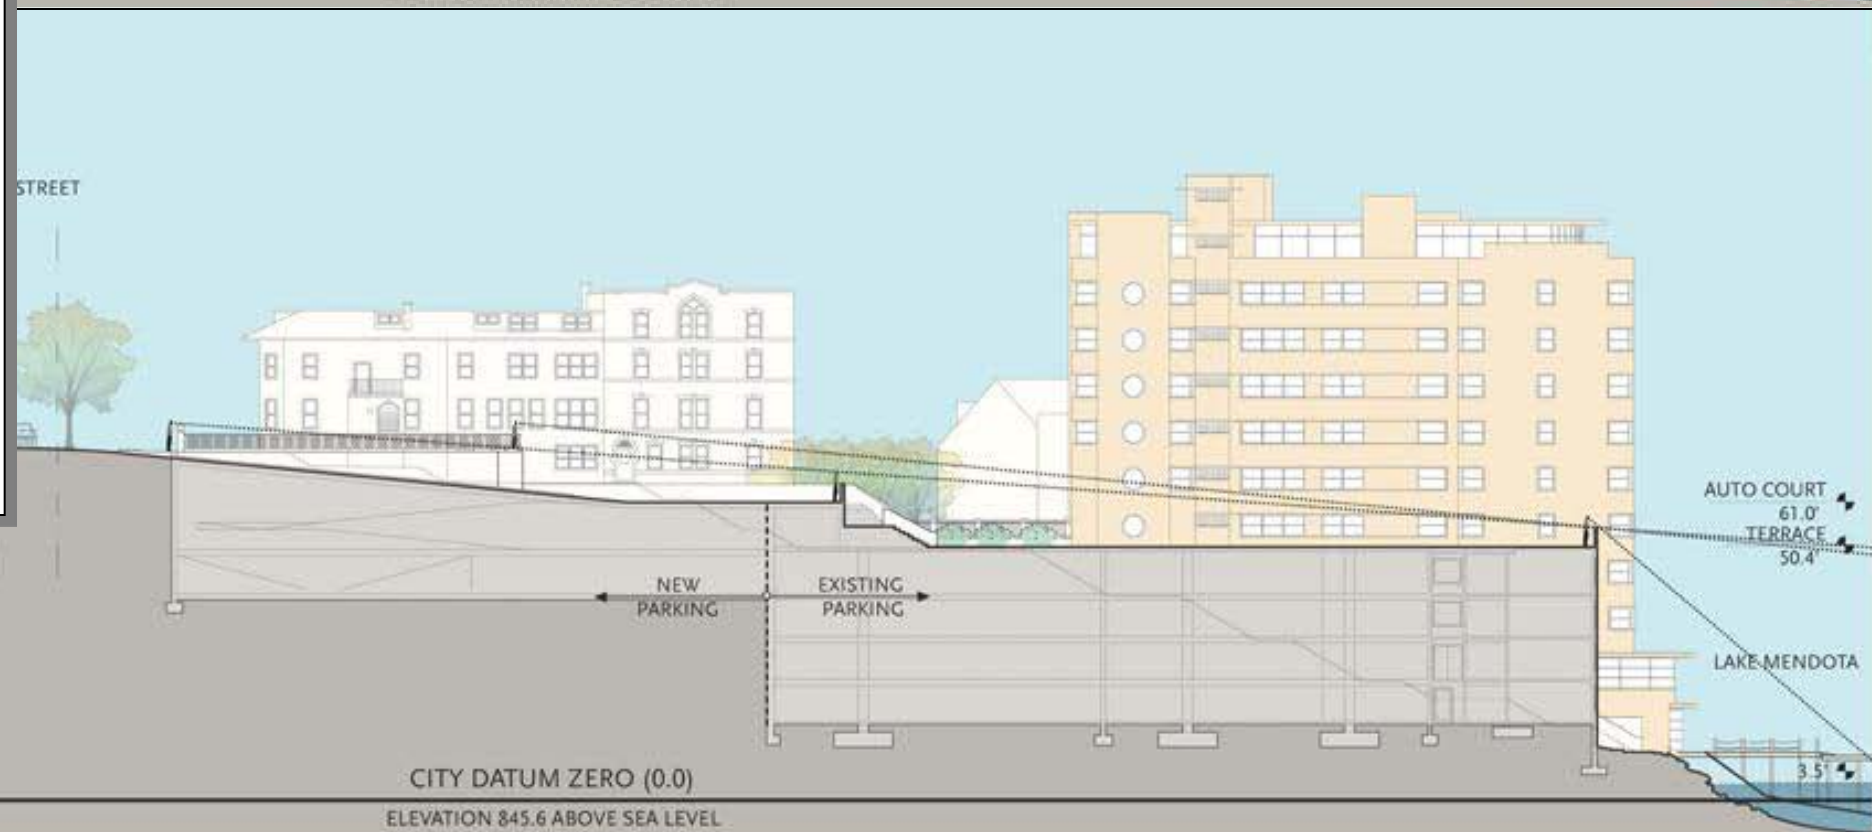 STREET
AUTO COURT
61.0'
TERRACE
50.4'
NEW
PARKING
EXISTING
PARKING
LAKE MENDOTA
3.5'
CITY DATUM ZERO (0.0)
ELEVATION 845.6 ABOVE SEA LEVEL